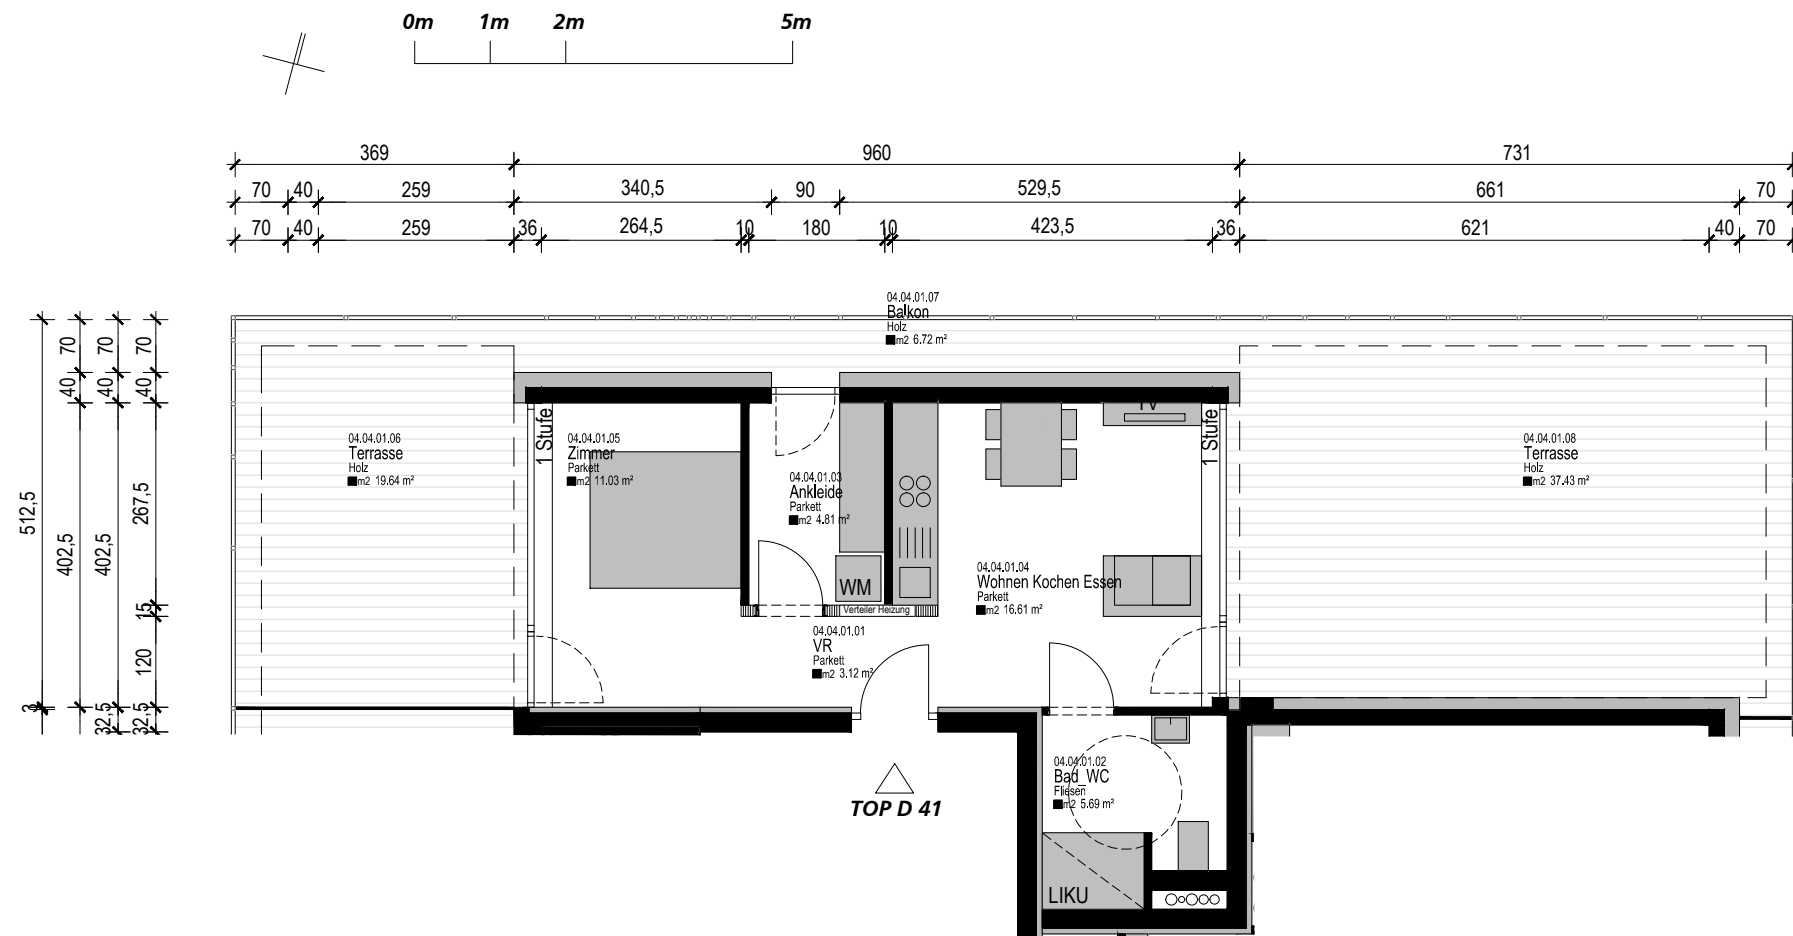 0m 1m 2m 5m
369 960 731
70 40 259 340,5 90 529,5 661 70
70 40 259 36 264,5 10 180 10 423,5 36 621 40 70
04.04.01.07
Balkon
Holz
m2 6.72 m²
70 70 70
40 40 40
512,5
402,5
402,5
267,5
15
120
3
32,5
32,5
04.04.01.06
Terrasse
Holz
m2 19.64 m²
1 Stufe
04.04.01.05
Zimmer
Parkett
m2 11.03 m²
04.04.01.03
Ankleide
Parkett
m2 4.81 m²
WM
Verteiler Heizung
TV
1 Stufe
04.04.01.04
Wohnen Kochen Essen
Parkett
m2 16.61 m²
04.04.01.08
Terrasse
Holz
m2 37.43 m²
04.04.01.01
VR
Parkett
m2 3.12 m²
TOP D 41
04.04.01.02
Bad_WC
Fliesen
m2 5.69 m²
LIKU